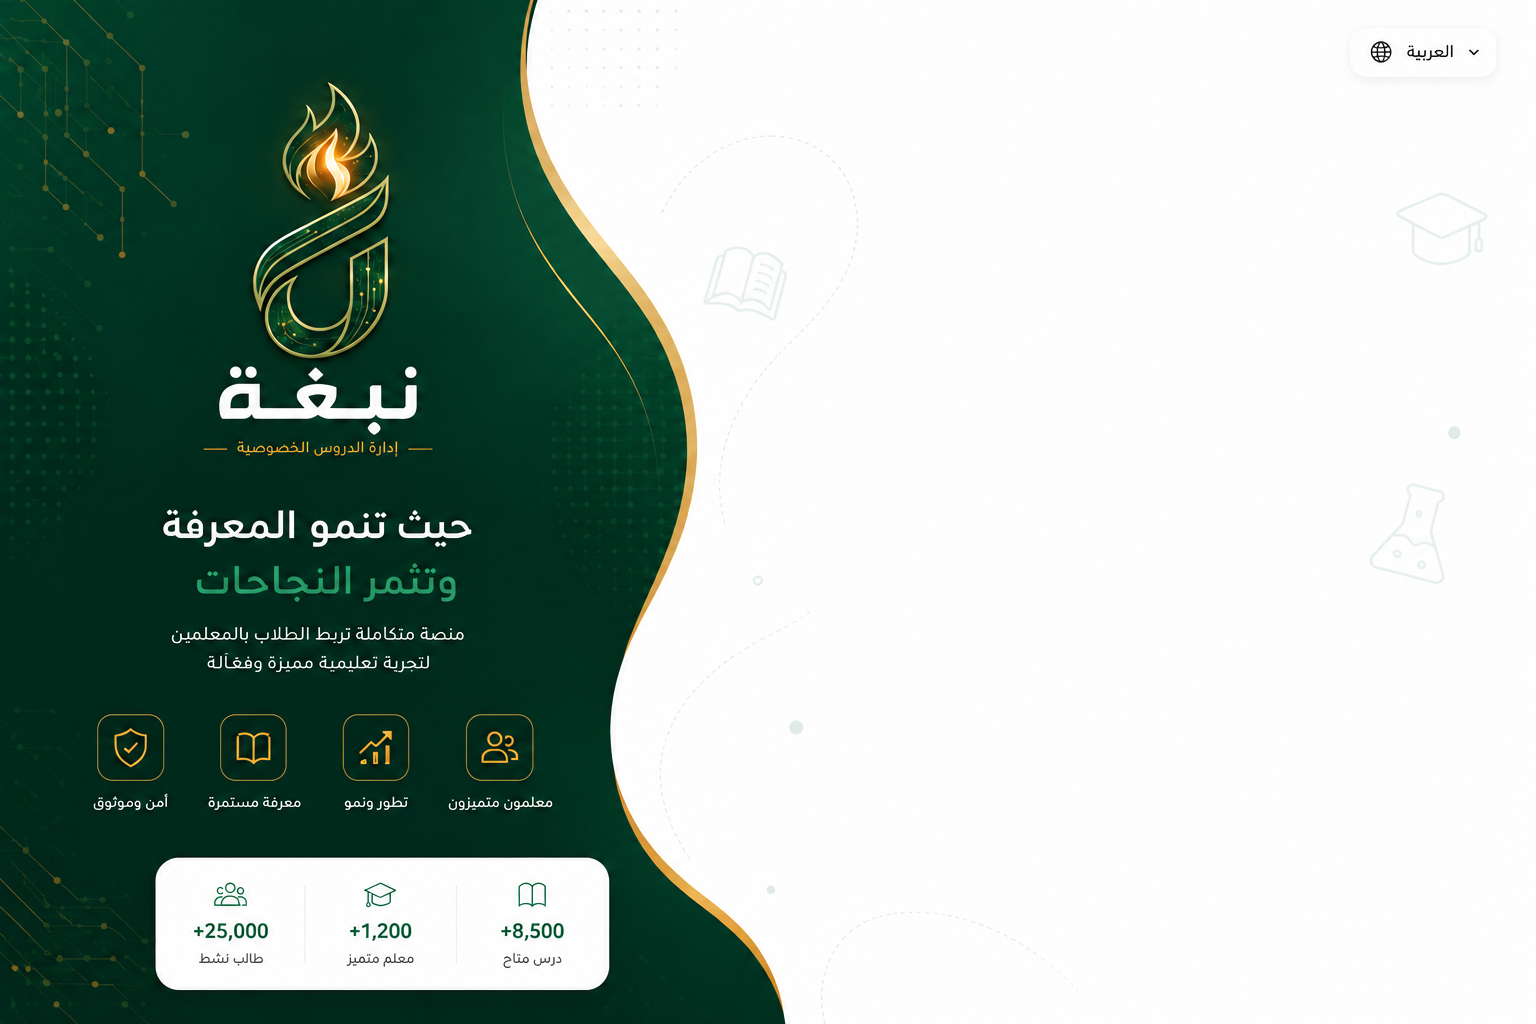 العربية
نبغة
إدارة الدروس الخصوصية
حيث تنمو المعرفة
وتثمر النجاحات
منصة متكاملة تربط الطلاب بالمعلمين
لتجربة تعليمية مميزة وفعّالة
معلمون متميزون
تطور ونمو
معرفة مستمرة
أمن وموثوق
+8,500
درس متاح
+1,200
معلم متميز
+25,000
طالب نشط